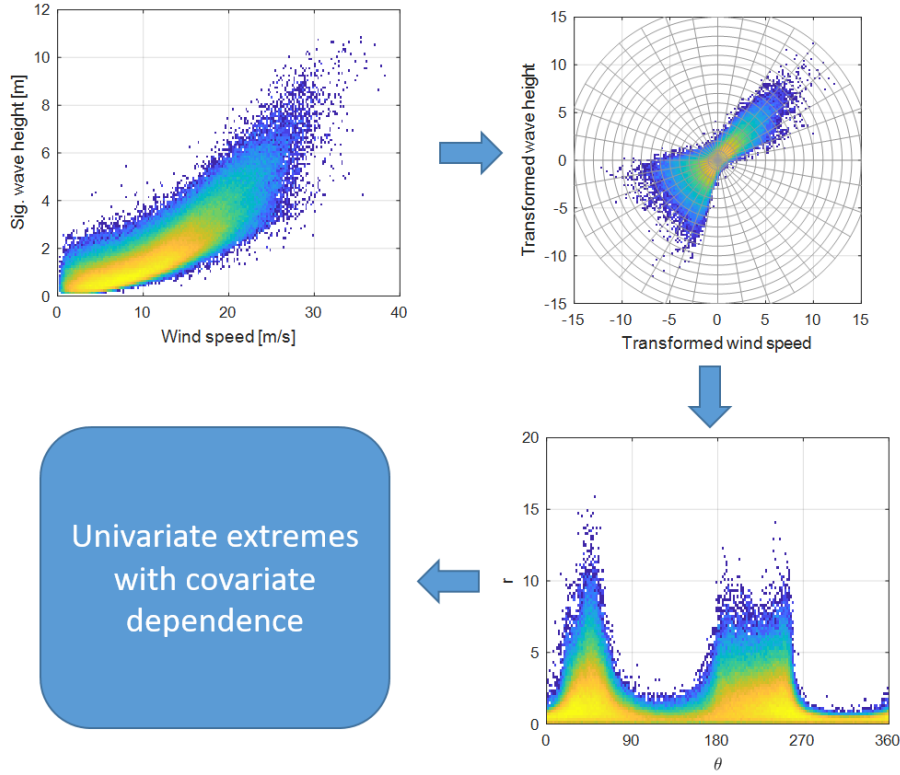 12
10
8
6
4
2
0
Sig. wave height [m]
0 10 20 30 40
Wind speed [m/s]
15
10
5
0
-5
-10
-15
Transformed wave height
-15 -10 -5 0 5 10 15
Transformed wind speed
Univariate extremes
with covariate
dependence
20
15
10
5
0
r
0 90 180 270 360
θ